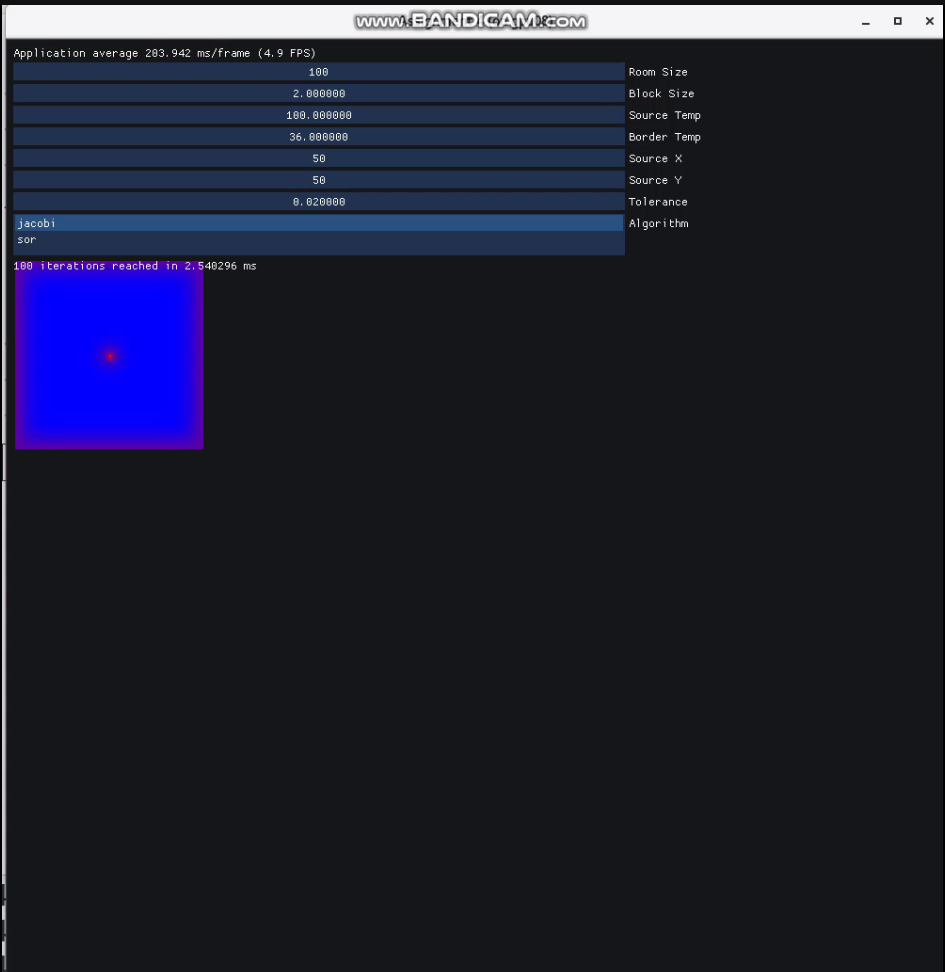 www.BANDICAM.com
Application average 203.942 ms/frame (4.9 FPS)
100 Room Size
2.000000 Block Size
100.000000 Source Temp
36.000000 Border Temp
50 Source X
50 Source Y
0.020000 Tolerance
jacobi Algorithm
sor
100 iterations reached in 2.540296 ms